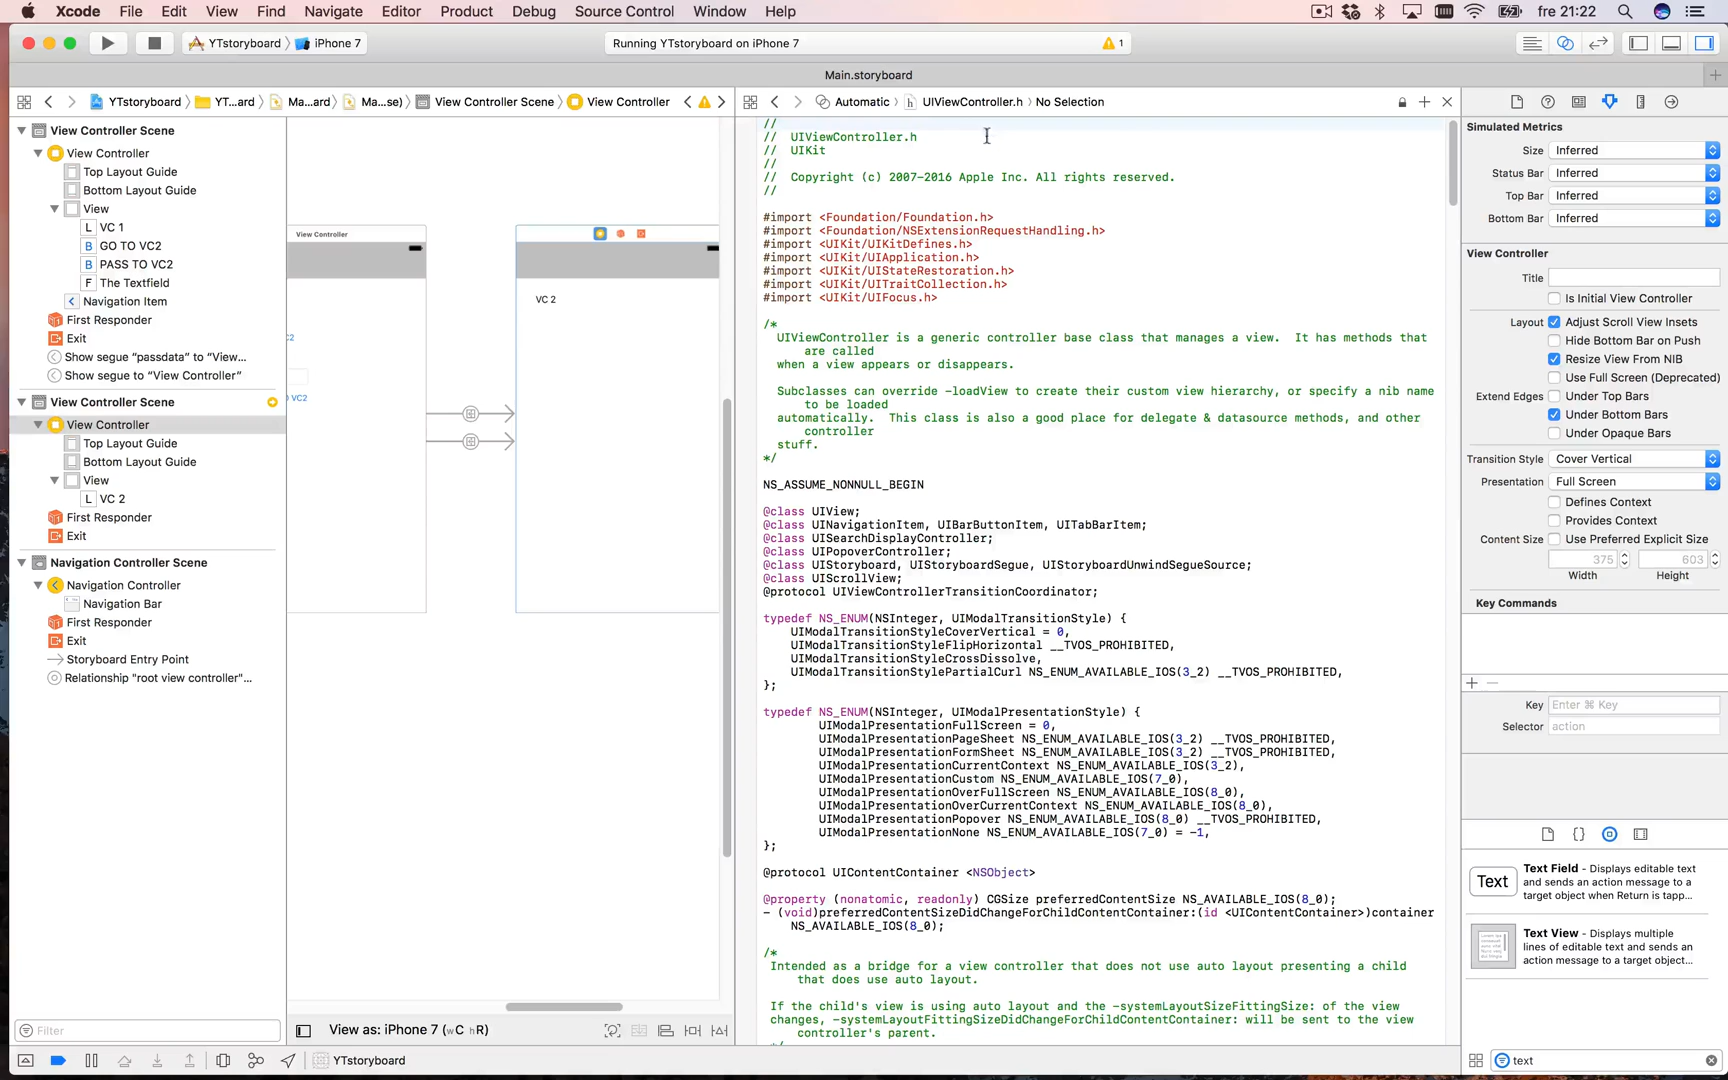 Xcode File Edit View Find Navigate Editor Product Debug Source Control Window Help fre 21:22
YTstoryboard iPhone 7 Running YTstoryboard on iPhone 7 1
Main.storyboard
YTstoryboard YT...ard Ma...ard) Ma...se) View Controller Scene View Controller
Automatic UIViewController.h No Selection
View Controller Scene
View Controller
Top Layout Guide
Bottom Layout Guide
View
L VC 1
B GO TO VC2
B PASS TO VC2
F The Textfield
Navigation Item
First Responder
Exit
Show segue “passdata” to “View...
Show segue to “View Controller”
View Controller Scene
View Controller
Top Layout Guide
Bottom Layout Guide
View
L VC 2
First Responder
Exit
Navigation Controller Scene
Navigation Controller
Navigation Bar
First Responder
Exit
Storyboard Entry Point
Relationship “root view controller”...
Filter
View Controller
VC 2
VC2
View as: iPhone 7 (wC hR)
YTstoryboard
//
// UIViewController.h
// UIKit
//
// Copyright (c) 2007-2016 Apple Inc. All rights reserved.
//
#import <Foundation/Foundation.h>
#import <Foundation/NSExtensionRequestHandling.h>
#import <UIKit/UIKitDefines.h>
#import <UIKit/UIApplication.h>
#import <UIKit/UIStateRestoration.h>
#import <UIKit/UITraitCollection.h>
#import <UIKit/UIFocus.h>
/*
UIViewController is a generic controller base class that manages a view. It has methods that
are called
when a view appears or disappears.
Subclasses can override -loadView to create their custom view hierarchy, or specify a nib name
to be loaded
automatically. This class is also a good place for delegate & datasource methods, and other
controller
stuff.
*/
NS_ASSUME_NONNULL_BEGIN
@class UIView;
@class UINavigationItem, UIBarButtonItem, UITabBarItem;
@class UISearchDisplayController;
@class UIPopoverController;
@class UIStoryboard, UIStoryboardSegue, UIStoryboardUnwindSegueSource;
@class UIScrollView;
@protocol UIViewControllerTransitionCoordinator;
typedef NS_ENUM(NSInteger, UIModalTransitionStyle) {
UIModalTransitionStyleCoverVertical = 0,
UIModalTransitionStyleFlipHorizontal __TVOS_PROHIBITED,
UIModalTransitionStyleCrossDissolve,
UIModalTransitionStylePartialCurl NS_ENUM_AVAILABLE_IOS(3_2) __TVOS_PROHIBITED,
};
typedef NS_ENUM(NSInteger, UIModalPresentationStyle) {
UIModalPresentationFullScreen = 0,
UIModalPresentationPageSheet NS_ENUM_AVAILABLE_IOS(3_2) __TVOS_PROHIBITED,
UIModalPresentationFormSheet NS_ENUM_AVAILABLE_IOS(3_2) __TVOS_PROHIBITED,
UIModalPresentationCurrentContext NS_ENUM_AVAILABLE_IOS(3_2),
UIModalPresentationCustom NS_ENUM_AVAILABLE_IOS(7_0),
UIModalPresentationOverFullScreen NS_ENUM_AVAILABLE_IOS(8_0),
UIModalPresentationOverCurrentContext NS_ENUM_AVAILABLE_IOS(8_0),
UIModalPresentationPopover NS_ENUM_AVAILABLE_IOS(8_0) __TVOS_PROHIBITED,
UIModalPresentationNone NS_ENUM_AVAILABLE_IOS(7_0) = -1,
};
@protocol UIContentContainer <NSObject>
@property (nonatomic, readonly) CGSize preferredContentSize NS_AVAILABLE_IOS(8_0);
- (void)preferredContentSizeDidChangeForChildContentContainer:(id <UIContentContainer>)container
NS_AVAILABLE_IOS(8_0);
/*
Intended as a bridge for a view controller that does not use auto layout presenting a child
that does use auto layout.
If the child's view is using auto layout and the -systemLayoutSizeFittingSize: of the view
changes, -systemLayoutFittingSizeDidChangeForChildContentContainer: will be sent to the view
controller's parent.
Simulated Metrics
Size Inferred
Status Bar Inferred
Top Bar Inferred
Bottom Bar Inferred
View Controller
Title
Is Initial View Controller
Layout Adjust Scroll View Insets
Hide Bottom Bar on Push
Resize View From NIB
Use Full Screen (Deprecated)
Extend Edges Under Top Bars
Under Bottom Bars
Under Opaque Bars
Transition Style Cover Vertical
Presentation Full Screen
Defines Context
Provides Context
Content Size Use Preferred Explicit Size
375 603
Width Height
Key Commands
Key Enter ⌘ Key
Selector action
Text Text Field - Displays editable text
and sends an action message to a
target object when Return is tapp...
Text View - Displays multiple
lines of editable text and sends an
action message to a target object...
text